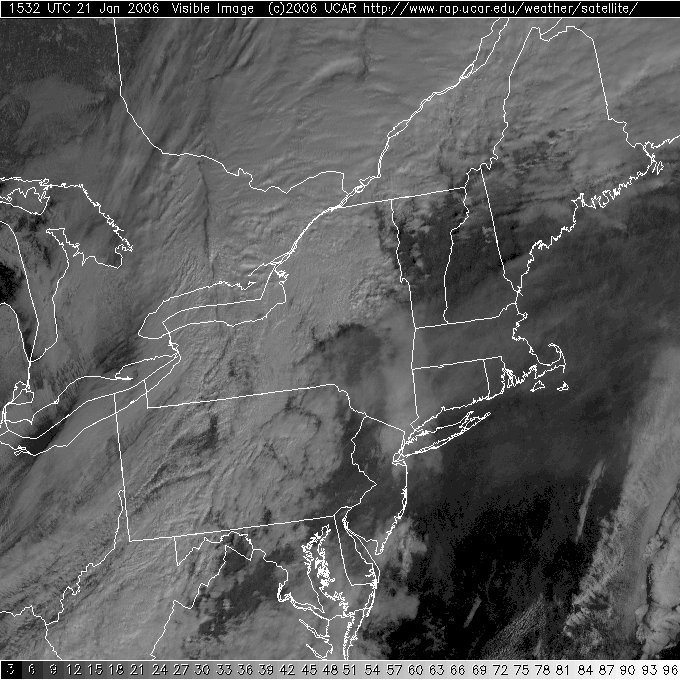 1532 UTC 21 Jan 2006 Visible Image (c)2006 UCAR http://www.rap.ucar.edu/weather/satellite/
3 6 9 12 15 18 21 24 27 30 33 36 39 42 45 48 51 54 57 60 63 66 69 72 75 78 81 84 87 90 93 96